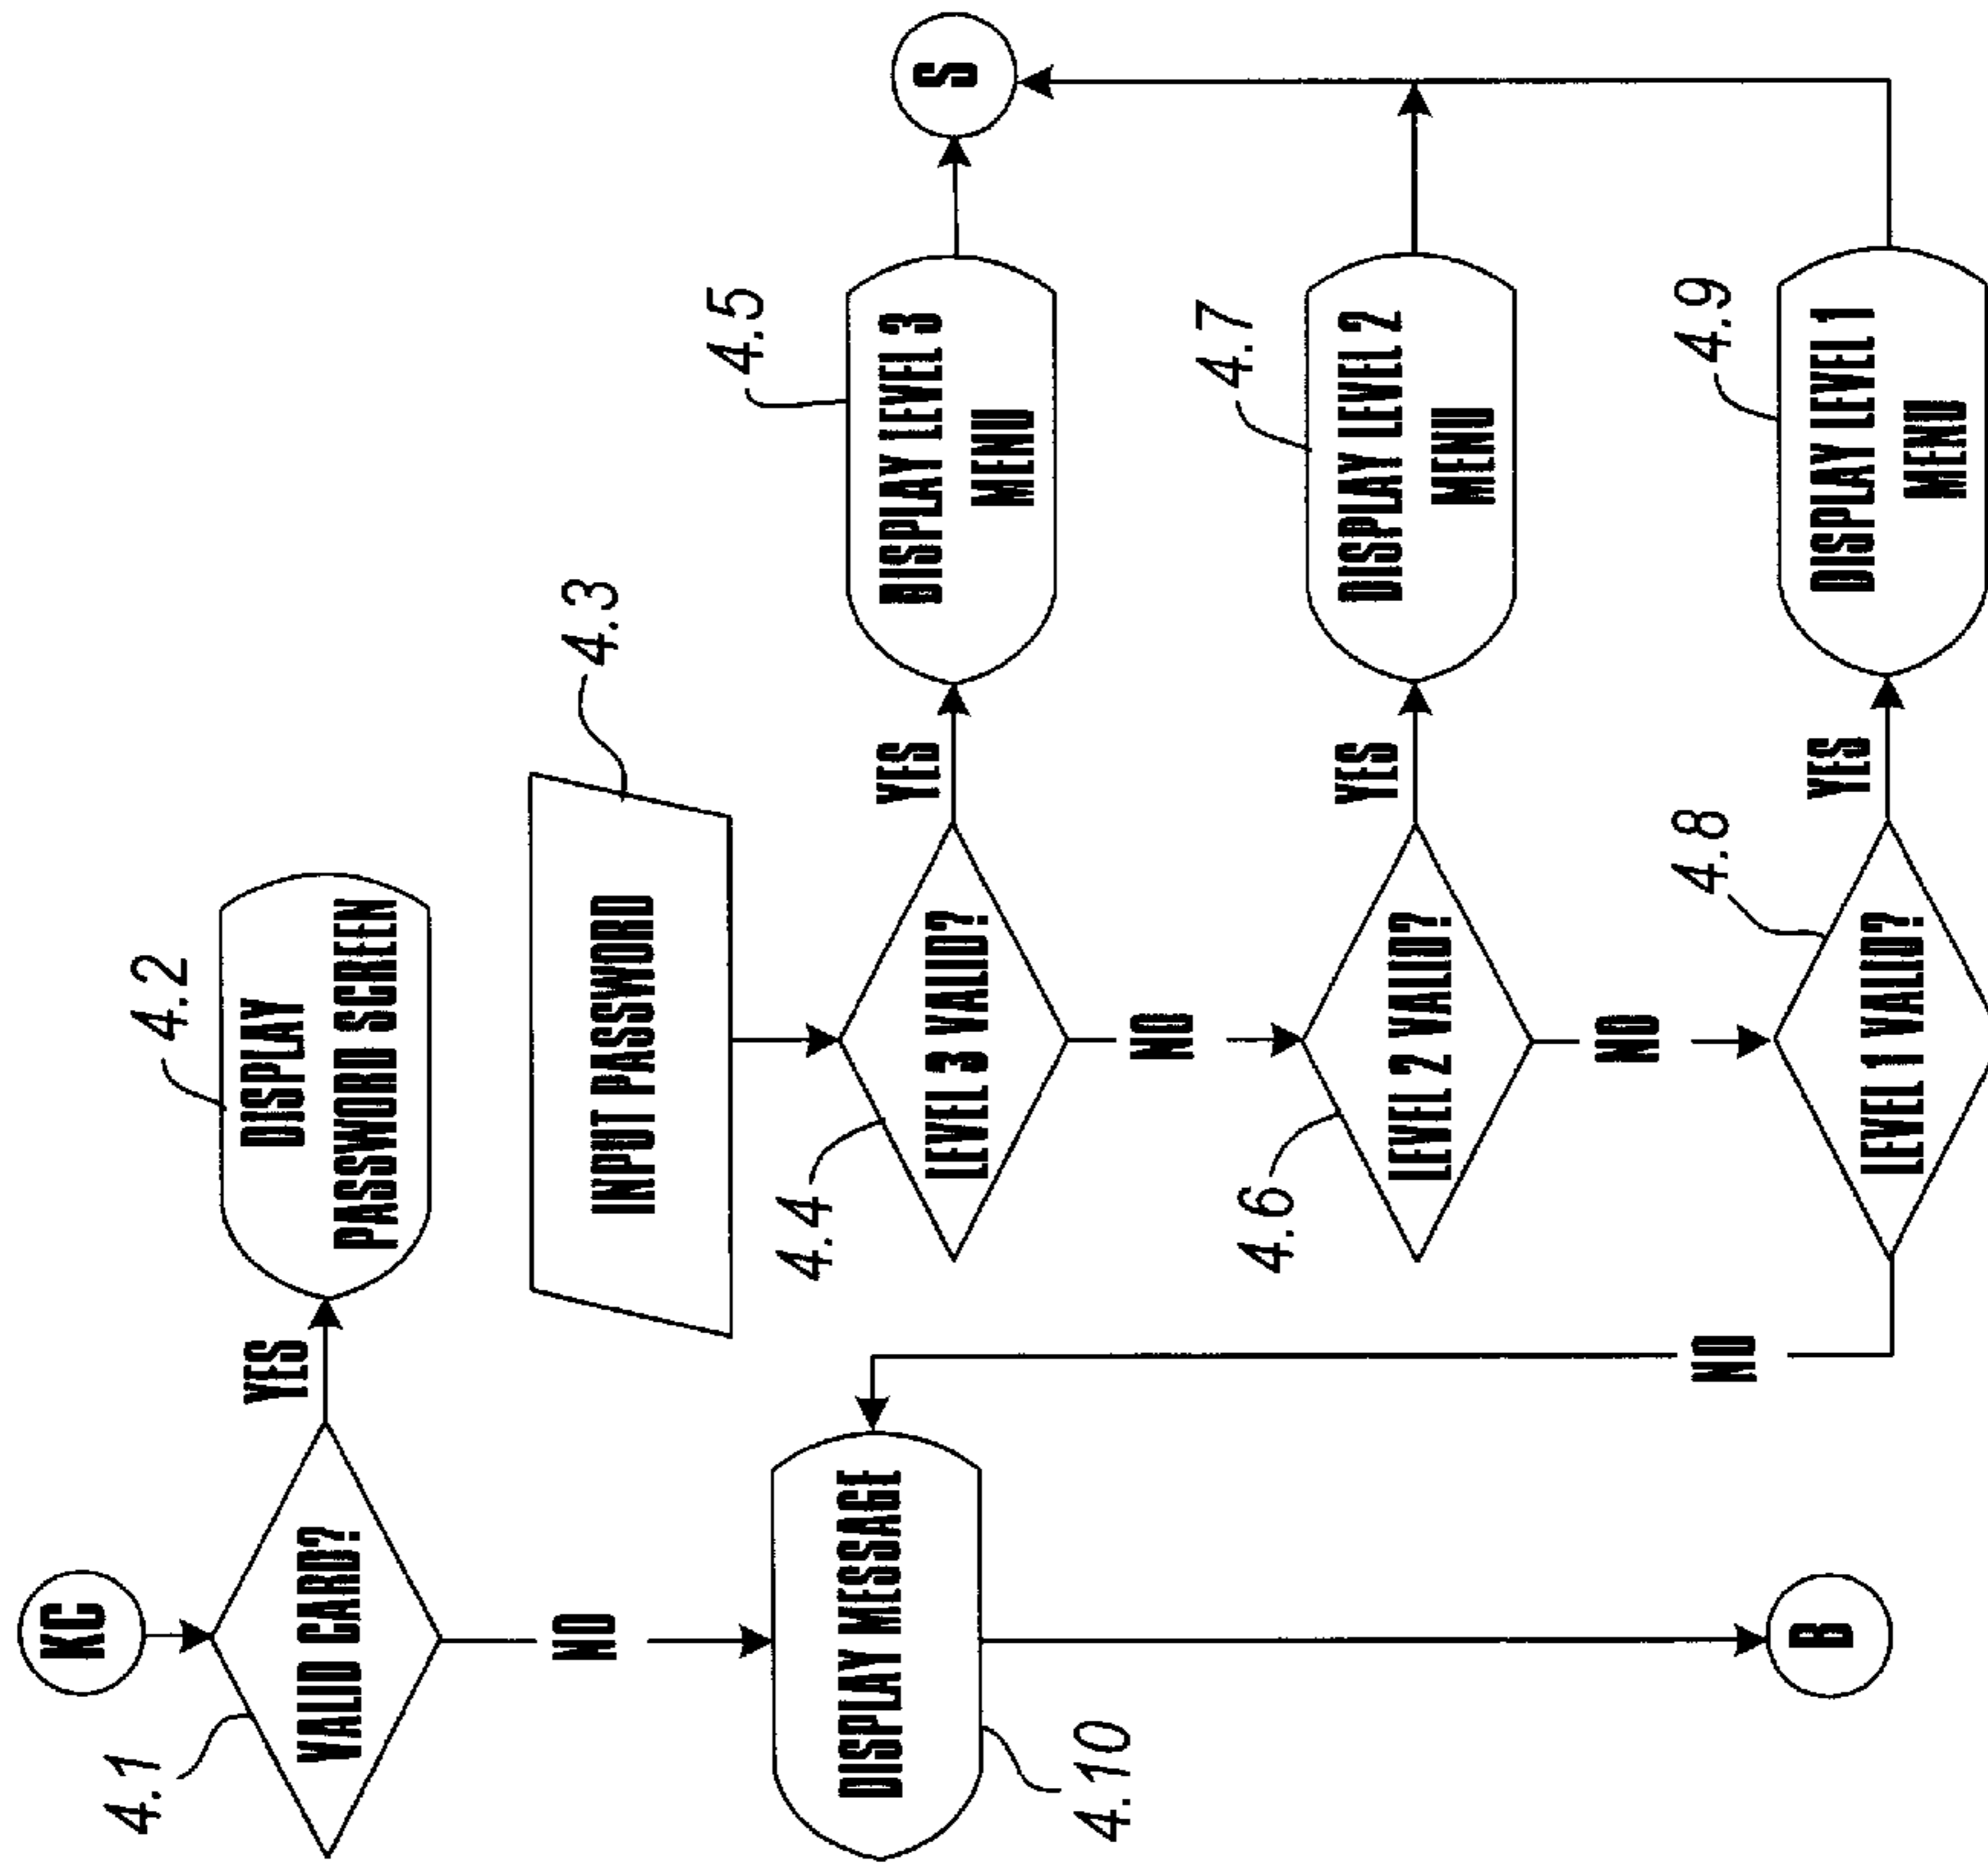 KC
4.1
VALID CARD?
YES
4.2
DISPLAY
PASSWORD SCREEN
NO
4.3
INPUT PASSWORD
4.4
LEVEL 3 VALID?
YES
4.5
DISPLAY LEVEL 3
MENU
S
NO
4.6
LEVEL 2 VALID?
YES
4.7
DISPLAY LEVEL 2
MENU
NO
4.8
LEVEL 1 VALID?
YES
4.9
DISPLAY LEVEL 1
MENU
NO
DISPLAY MESSAGE
4.10
B